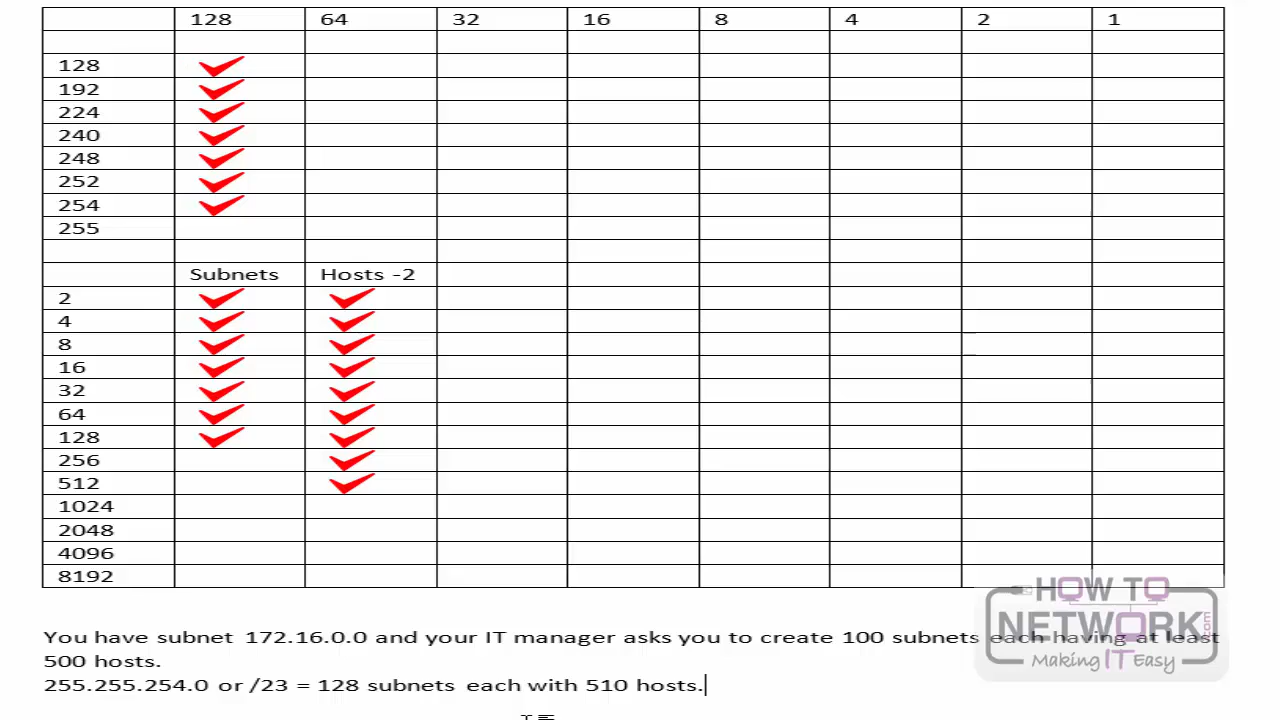 128 64 32 16 8 4 2 1
128
192
224
240
248
252
254
255
Subnets Hosts -2
2
4
8
16
32
64
128
256
512
1024
2048
4096
8192
You have subnet 172.16.0.0 and your IT manager asks you to create 100 subnets each having at least
500 hosts.
255.255.254.0 or /23 = 128 subnets each with 510 hosts.
HOW TO
NETWORK.com
Making IT Easy